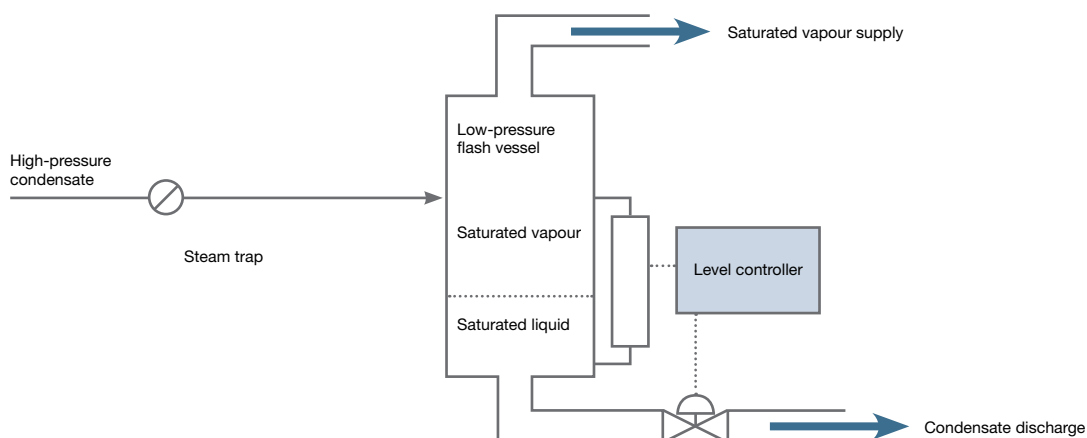 Saturated vapour supply
Low-pressure
flash vessel
High-pressure
condensate
Saturated vapour
Steam trap
Level controller
Saturated liquid
Condensate discharge